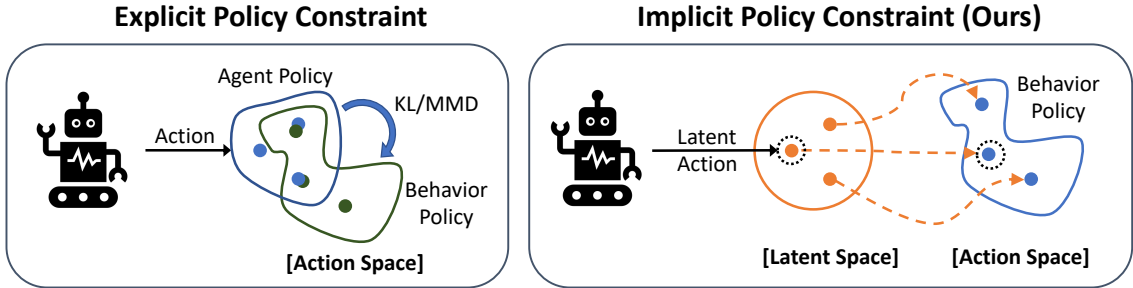 Explicit Policy Constraint
Agent Policy
KL/MMD
Action
Behavior
Policy
[Action Space]
Implicit Policy Constraint (Ours)
Behavior
Policy
Latent
Action
[Latent Space]
[Action Space]